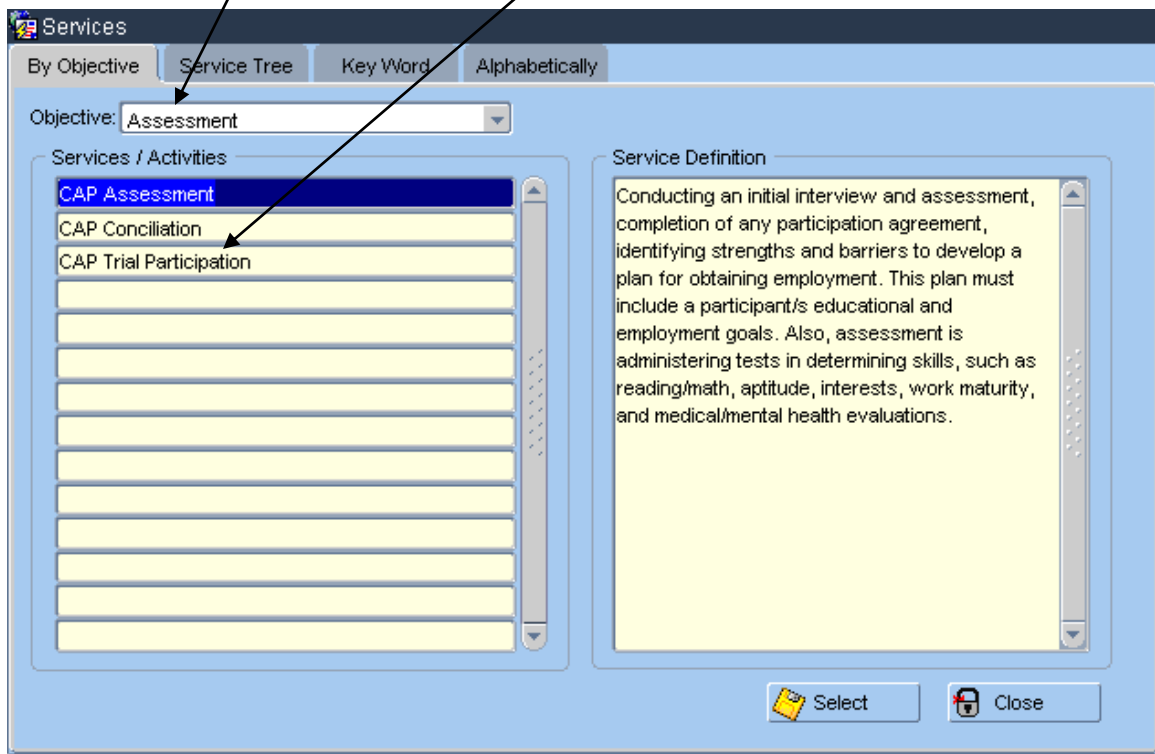 Services
By Objective Service Tree Key Word Alphabetically
Objective: Assessment
Services / Activities
CAP Assessment
CAP Conciliation
CAP Trial Participation
Service Definition
Conducting an initial interview and assessment,
completion of any participation agreement,
identifying strengths and barriers to develop a
plan for obtaining employment. This plan must
include a participant/s educational and
employment goals. Also, assessment is
administering tests in determining skills, such as
reading/math, aptitude, interests, work maturity,
and medical/mental health evaluations.
Select Close